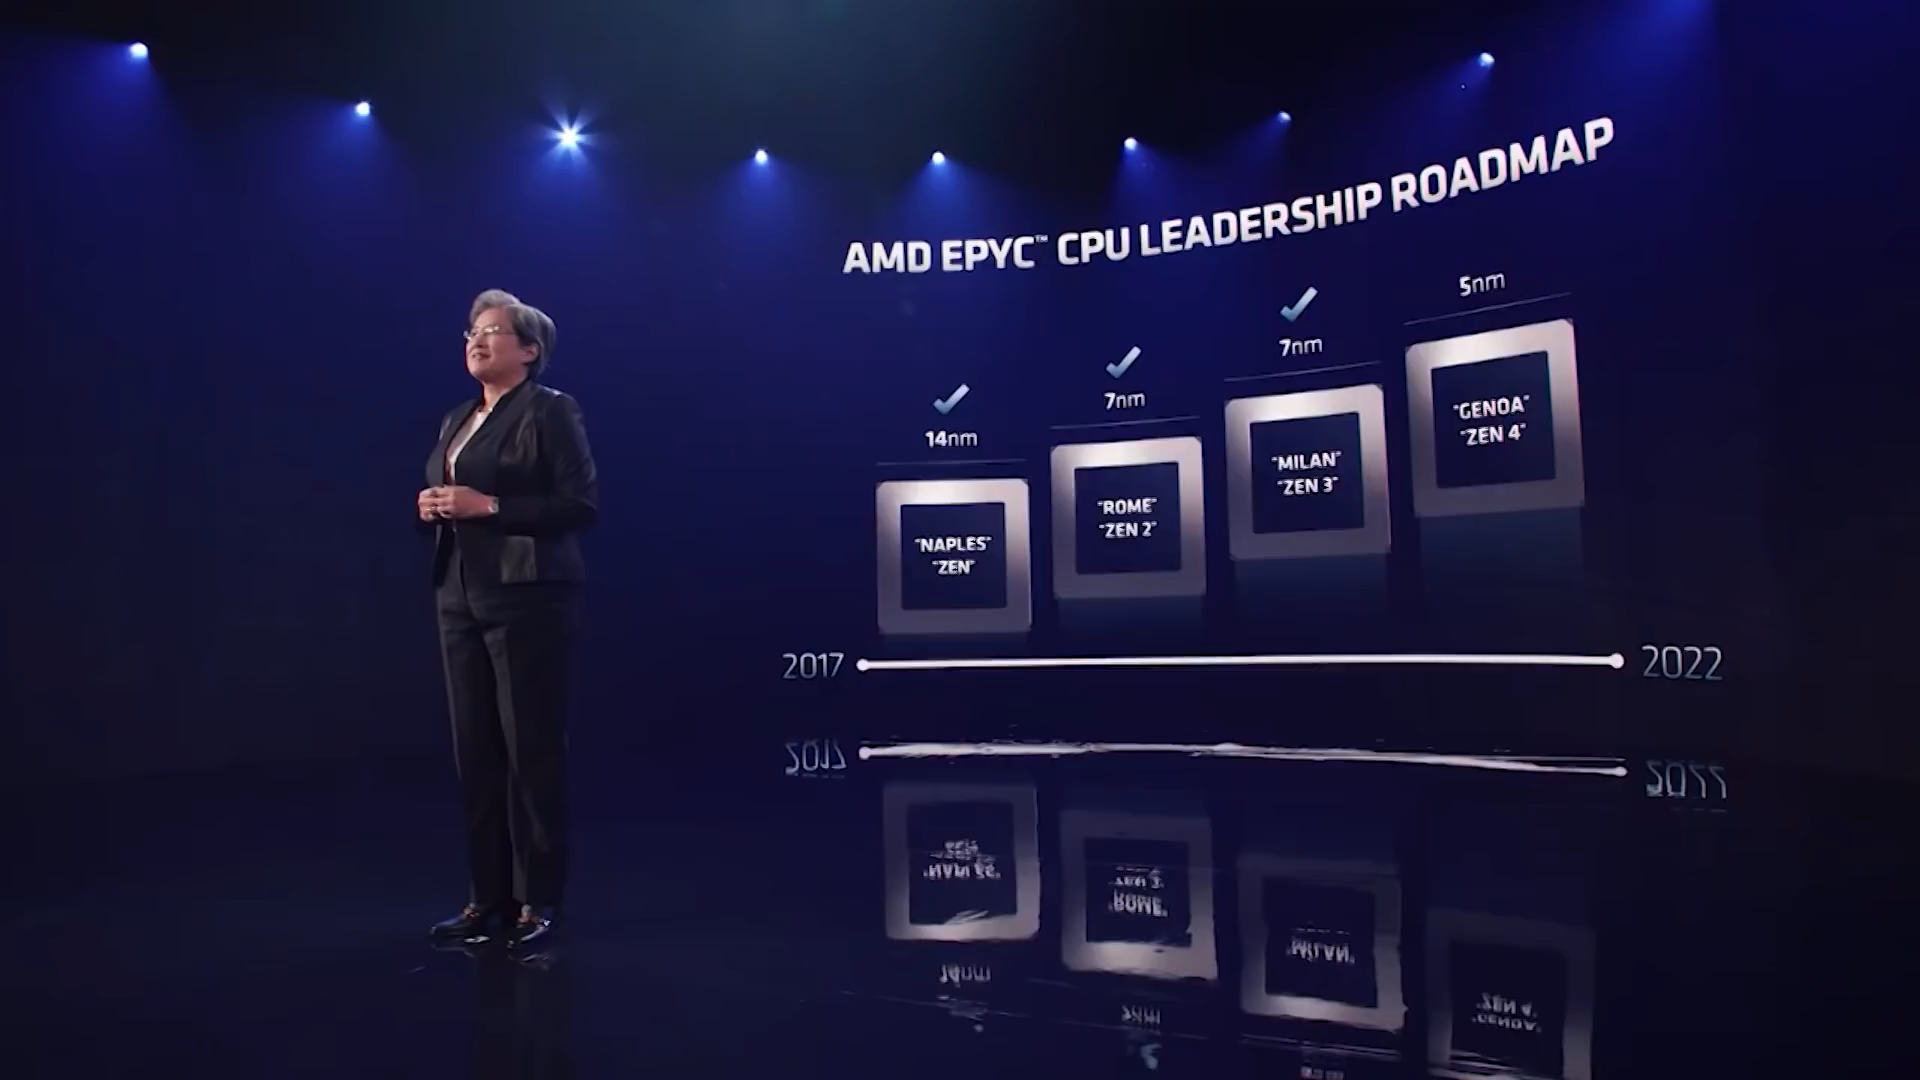 AMD EPYC™ CPU LEADERSHIP ROADMAP
14nm
"NAPLES"
"ZEN"
7nm
"ROME"
"ZEN 2"
7nm
"MILAN"
"ZEN 3"
5nm
"GENOA"
"ZEN 4"
2017
2022